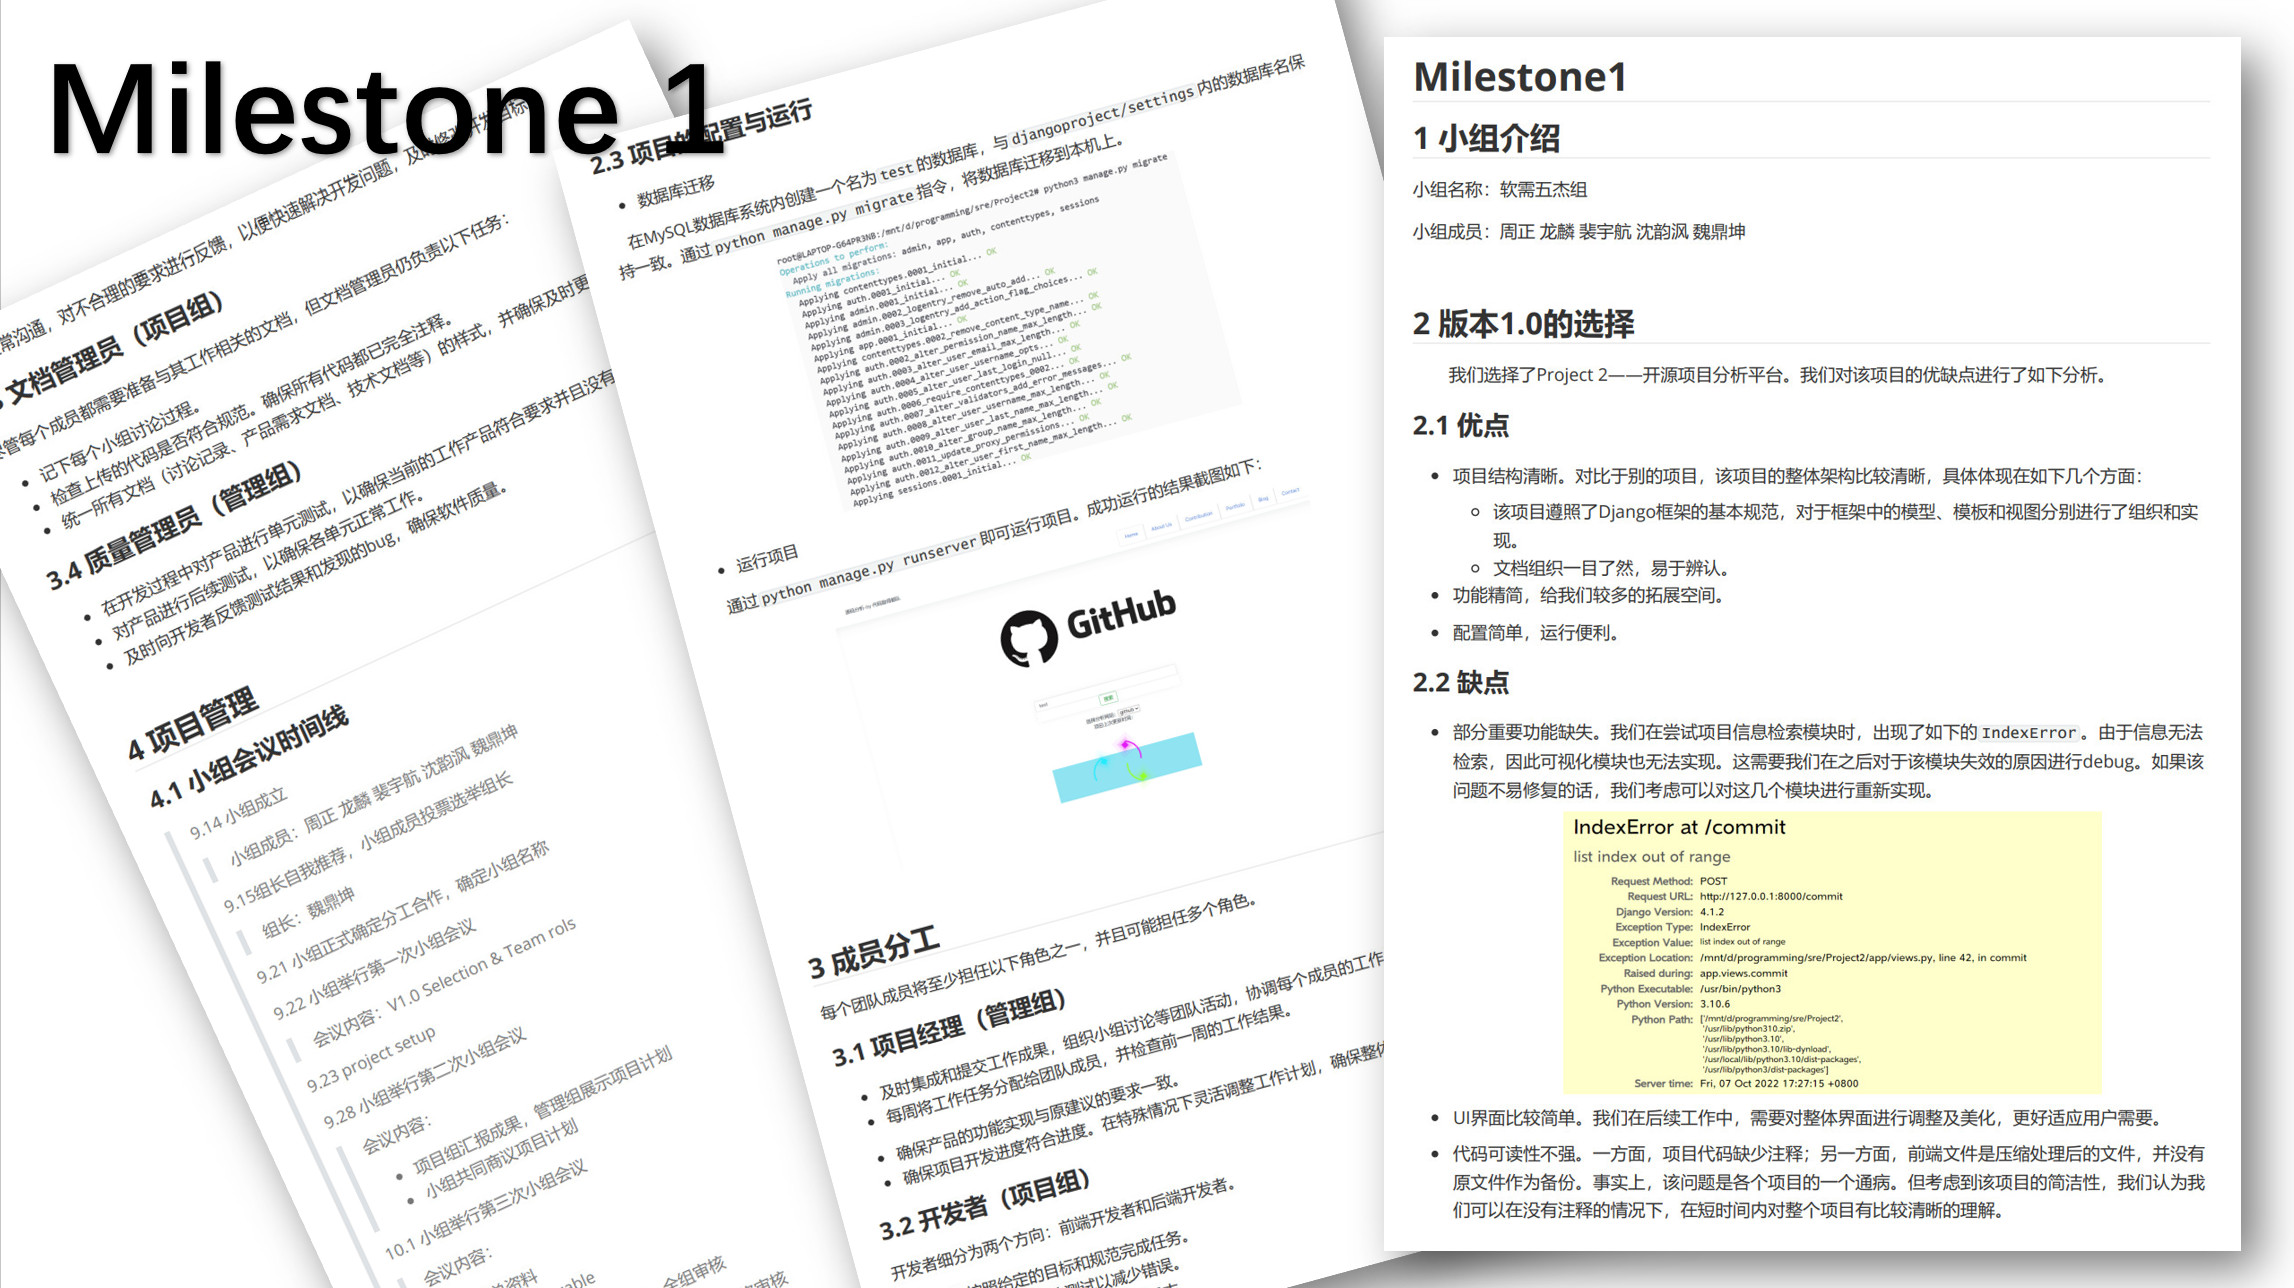 Milestone 1
常沟通，对不合理的要求进行反馈，以便快速解决开发问题，及时修改开发目标
文档管理员（项目组）
尽管每个成员都需要准备与其工作相关的文档，但文档管理员仍负责以下任务：
记下每个小组讨论过程。
检查上传的代码是否符合规范。确保所有代码都已完全注释。
统一所有文档（讨论记录、产品需求文档、技术文档等）的样式，并确保及时更
3.4 质量管理员（管理组）
在开发过程中对产品进行单元测试，以确保当前的工作产品符合要求并且没有
对产品进行后续测试，以确保各单元正常工作。
及时向开发者反馈测试结果和发现的bug，确保软件质量。
4 项目管理
4.1 小组会议时间线
9.14 小组成立
小组成员：周正 龙麟 裴宇航 沈韵沨 魏鼎坤
9.15组长自我推荐，小组成员投票选举组长
组长：魏鼎坤
9.21 小组正式确定分工合作，确定小组名称
9.22 小组举行第一次小组会议
会议内容：V1.0 Selection & Team rols
9.23 project setup
9.28 小组举行第二次小组会议
会议内容：
项目组汇报成果，管理组展示项目计划
小组共同商议项目计划
10.1 小组举行第三次小组会议
会议内容：
2.3 项目的配置与运行
数据库迁移
在MySQL数据库系统内创建一个名为 test 的数据库，与 djangoproject/settings 内的数据库名保
持一致。通过 python manage.py migrate 指令，将数据库迁移到本机上。
root@LAPTOP-G64PR3NB:/mnt/d/programming/sre/Project2# python3 manage.py migrate
Operations to perform:
Apply all migrations: admin, app, auth, contenttypes, sessions
Running migrations:
Applying contenttypes.0001_initial... OK
Applying auth.0001_initial... OK
Applying admin.0001_initial... OK
Applying admin.0002_logentry_remove_auto_add... OK
Applying admin.0003_logentry_add_action_flag_choices... OK
Applying app.0001_initial... OK
Applying contenttypes.0002_remove_content_type_name... OK
Applying auth.0002_alter_permission_name_max_length... OK
Applying auth.0003_alter_user_email_max_length... OK
Applying auth.0004_alter_user_username_opts... OK
Applying auth.0005_alter_user_last_login_null... OK
Applying auth.0006_require_contenttypes_0002... OK
Applying auth.0007_alter_validators_add_error_messages... OK
Applying auth.0008_alter_user_username_max_length... OK
Applying auth.0009_alter_user_last_name_max_length... OK
Applying auth.0010_alter_group_name_max_length... OK
Applying auth.0011_update_proxy_permissions... OK
Applying auth.0012_alter_user_first_name_max_length... OK
Applying sessions.0001_initial... OK
运行项目
通过 python manage.py runserver 即可运行项目。成功运行的结果截图如下：
Home About Us Contribution Portfolio Blog Contact
GitHub
搜索
github
3 成员分工
每个团队成员将至少担任以下角色之一，并且可能担任多个角色。
3.1 项目经理（管理组）
及时集成和提交工作成果，组织小组讨论等团队活动，协调每个成员的工作
每周将工作任务分配给团队成员，并检查前一周的工作结果。
确保产品的功能实现与原建议的要求一致。
确保项目开发进度符合进度。在特殊情况下灵活调整工作计划，确保整体
3.2 开发者（项目组）
开发者细分为两个方向：前端开发者和后端开发者。
按照给定的目标和规范完成任务。
测试以减少错误。
Milestone1
1 小组介绍
小组名称：软需五杰组
小组成员：周正 龙麟 裴宇航 沈韵沨 魏鼎坤
2 版本1.0的选择
我们选择了Project 2——开源项目分析平台。我们对该项目的优缺点进行了如下分析。
2.1 优点
项目结构清晰。对比于别的项目，该项目的整体架构比较清晰，具体体现在如下几个方面：
该项目遵照了Django框架的基本规范，对于框架中的模型、模板和视图分别进行了组织和实
现。
文档组织一目了然，易于辨认。
功能精简，给我们较多的拓展空间。
配置简单，运行便利。
2.2 缺点
部分重要功能缺失。我们在尝试项目信息检索模块时，出现了如下的 IndexError 。由于信息无法
检索，因此可视化模块也无法实现。这需要我们在之后对于该模块失效的原因进行debug。如果该
问题不易修复的话，我们考虑可以对这几个模块进行重新实现。
IndexError at /commit
list index out of range
Request Method: POST
Request URL: http://127.0.0.1:8000/commit
Django Version: 4.1.2
Exception Type: IndexError
Exception Value: list index out of range
Exception Location: /mnt/d/programming/sre/Project2/app/views.py, line 42, in commit
Raised during: app.views.commit
Python Executable: /usr/bin/python3
Python Version: 3.10.6
Python Path: ['/mnt/d/programming/sre/Project2',
'/usr/lib/python310.zip',
'/usr/lib/python3.10',
'/usr/lib/python3.10/lib-dynload',
'/usr/local/lib/python3.10/dist-packages',
'/usr/lib/python3/dist-packages']
Server time: Fri, 07 Oct 2022 17:27:15 +0800
UI界面比较简单。我们在后续工作中，需要对整体界面进行调整及美化，更好适应用户需要。
代码可读性不强。一方面，项目代码缺少注释；另一方面，前端文件是压缩处理后的文件，并没有
原文件作为备份。事实上，该问题是各个项目的一个通病。但考虑到该项目的简洁性，我们认为我
们可以在没有注释的情况下，在短时间内对整个项目有比较清晰的理解。